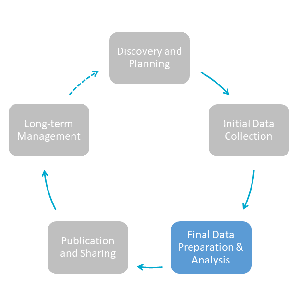 Discovery and
Planning
Initial Data
Collection
Final Data
Preparation &
Analysis
Publication
and Sharing
Long-term
Management